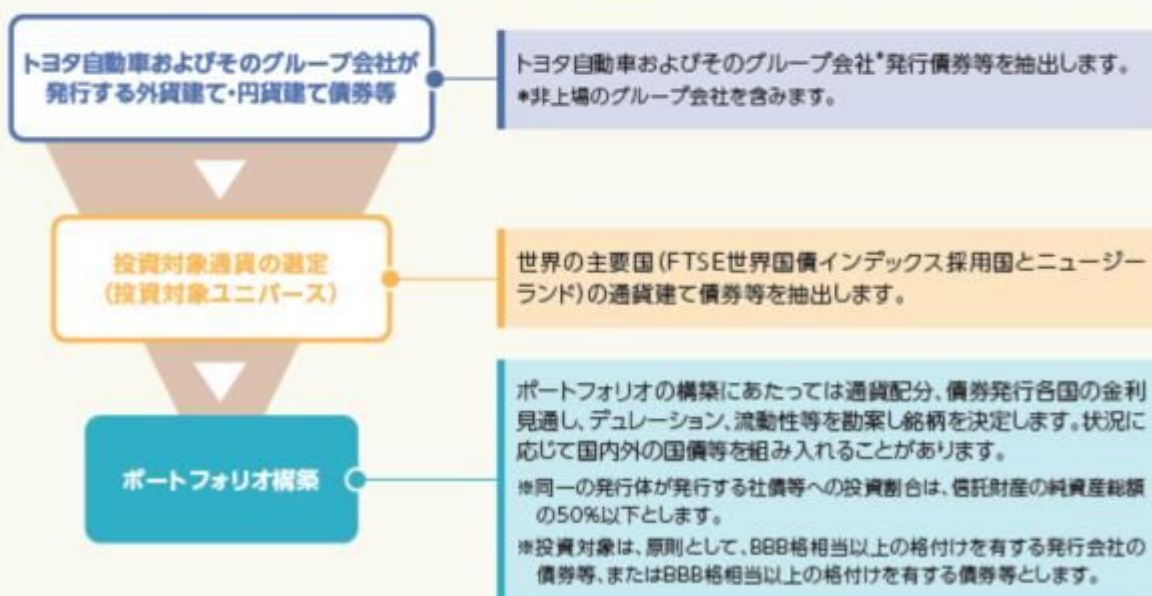 トヨタ自動車およびそのグループ会社が
発行する外貨建て・円貨建て債券等
トヨタ自動車およびそのグループ会社*発行債券等を抽出します。
*非上場のグループ会社を含みます。
投資対象通貨の選定
(投資対象ユニバース)
世界の主要国(FTSE世界国債インデックス採用国とニュージー
ランド)の通貨建て債券等を抽出します。
ポートフォリオ構築
ポートフォリオの構築にあたっては通貨配分、債券発行各国の金利
見通し、デュレーション、流動性等を勘案し銘柄を決定します。状況に
応じて国内外の国債等を組み入れることがあります。
※同一の発行体が発行する社債等への投資割合は、信託財産の純資産総額
の50%以下とします。
※投資対象は、原則として、BBB格相当以上の格付けを有する発行会社の
債券等、またはBBB格相当以上の格付けを有する債券等とします。